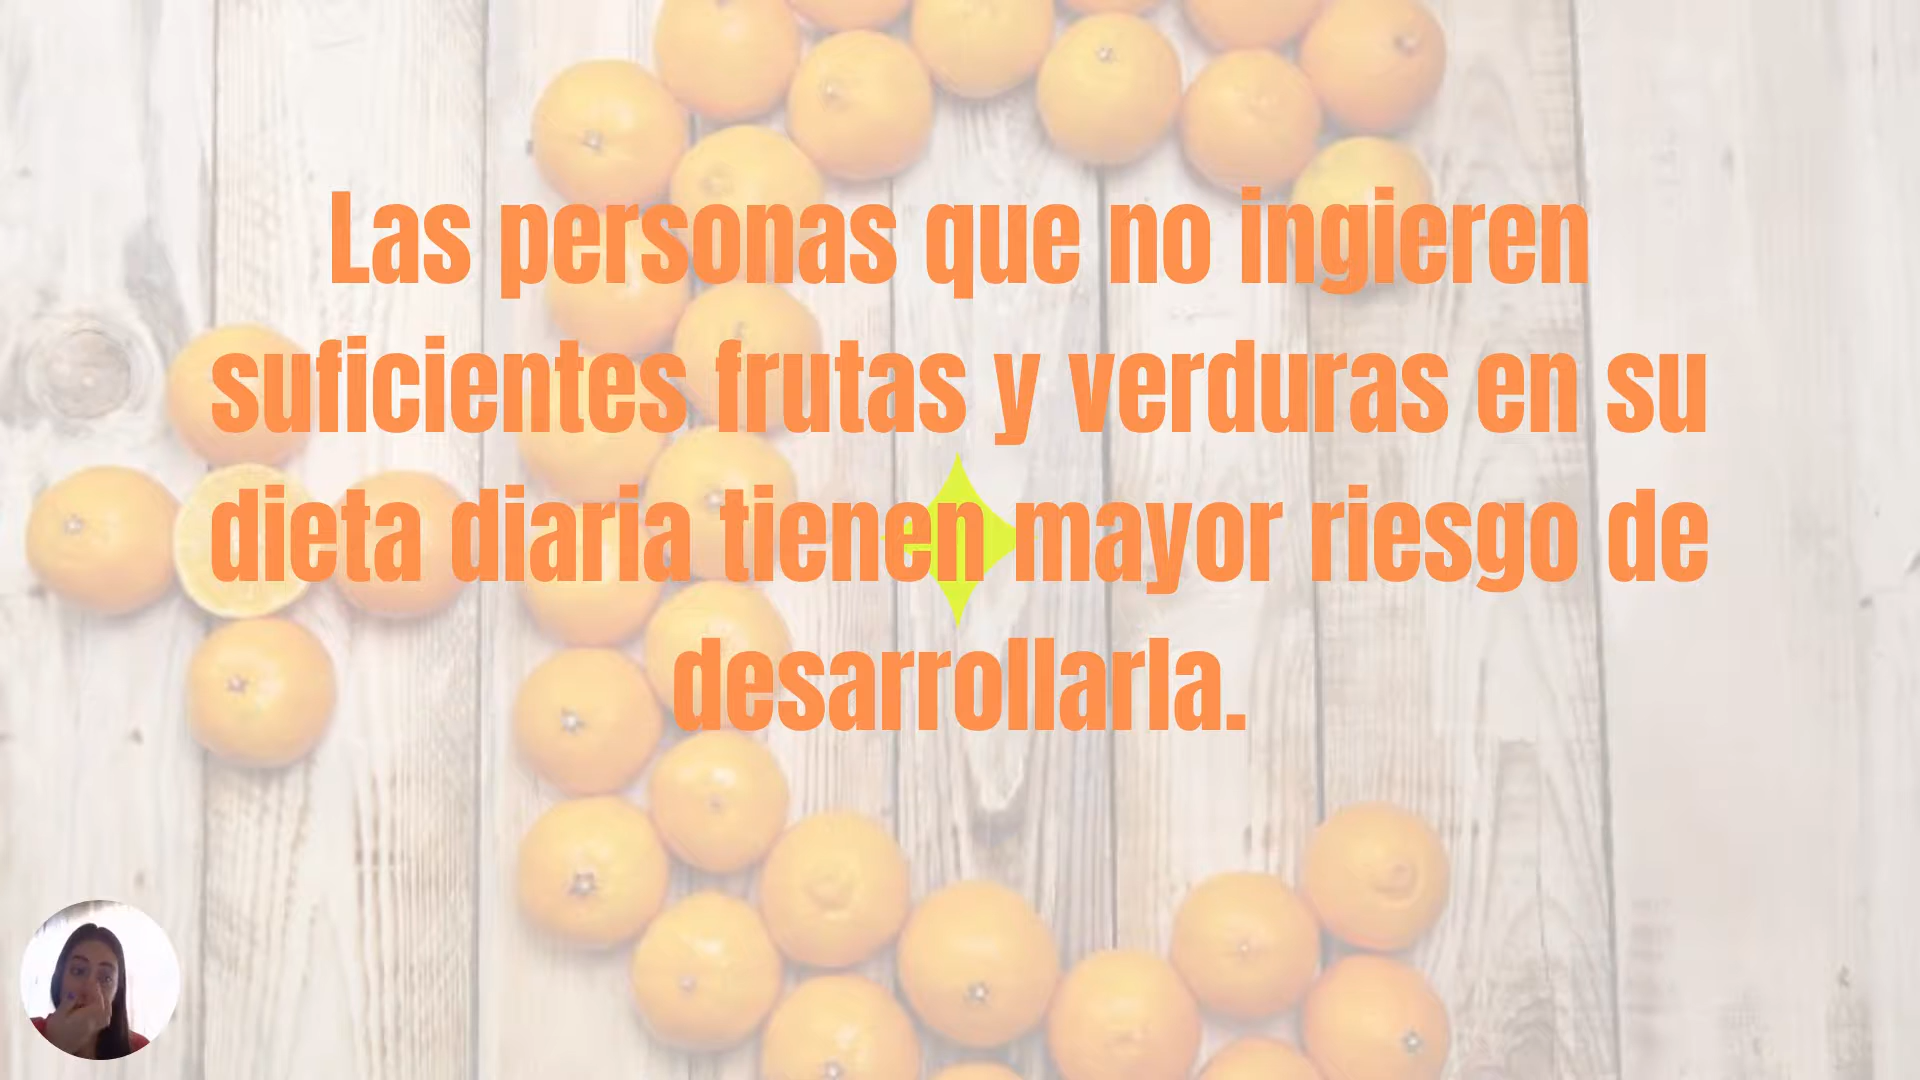 Las personas que no ingieren
suficientes frutas y verduras en su
dieta diaria tienen mayor riesgo de
desarrollarla.